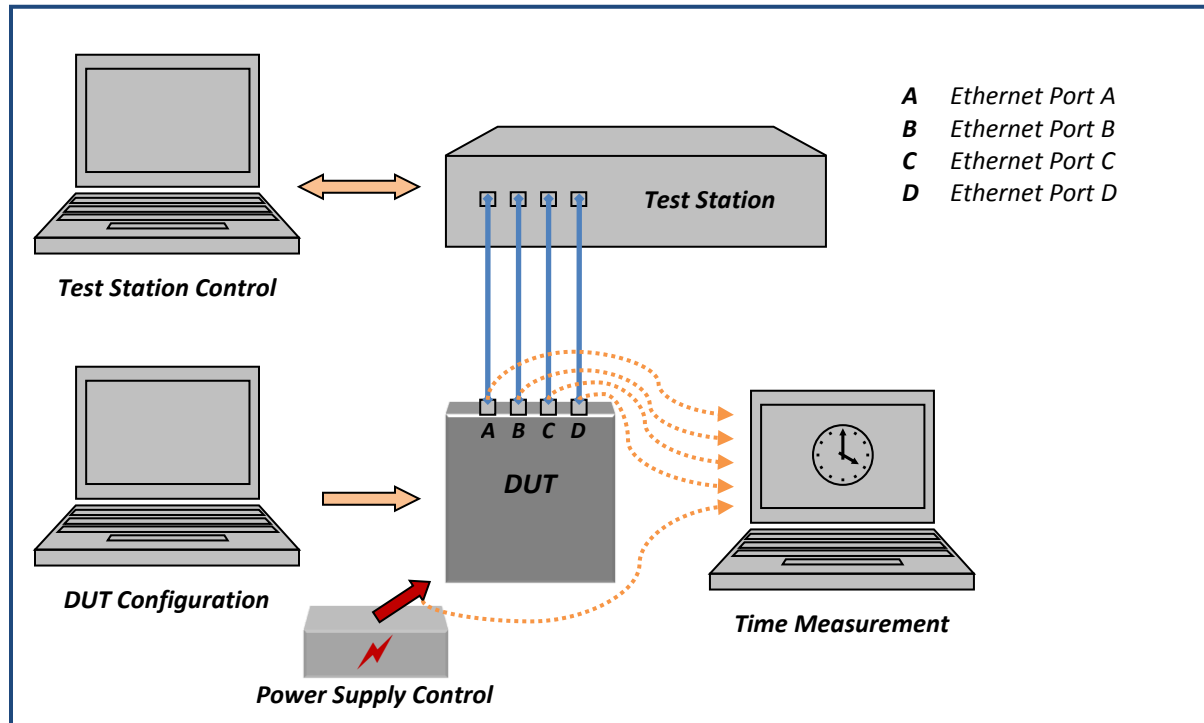 A Ethernet Port A
B Ethernet Port B
C Ethernet Port C
D Ethernet Port D
Test Station
Test Station Control
A B C D
DUT
DUT Configuration
Time Measurement
Power Supply Control